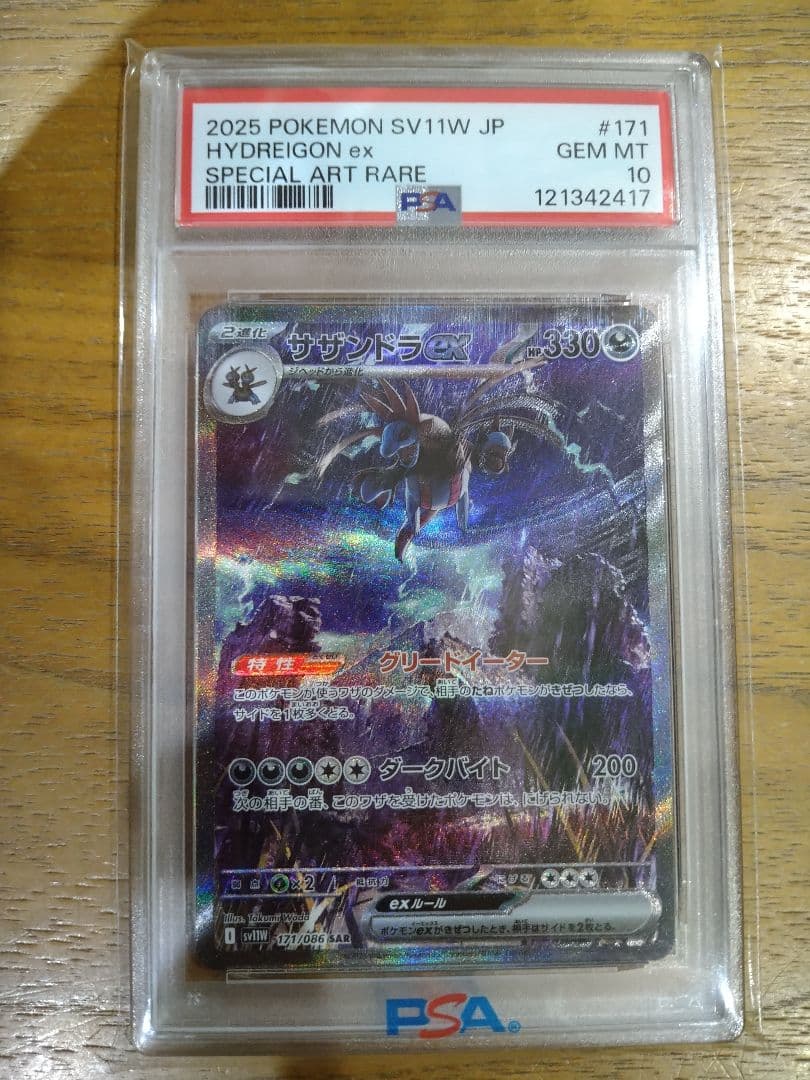 2025 POKEMON SV11W JP #171
HYDREIGON ex GEM MT
SPECIAL ART RARE 10
PSA 121342417
2進化 サザンドラex HP330
ジヘッドから進化
特性 グリードイーター
このポケモンが使うワザのダメージで、相手のたねポケモンがきぜつしたなら、
サイドを1枚多くとる。
ダークバイト 200
次の相手の番、このワザを受けたポケモンは、にげられない。
弱点 ×2 抵抗力 にげる
exルール
ポケモンexがきぜつしたとき、相手はサイドを2枚とる。
Illus. Takumi Wada
sv11W 171/086 SAR
PSA®